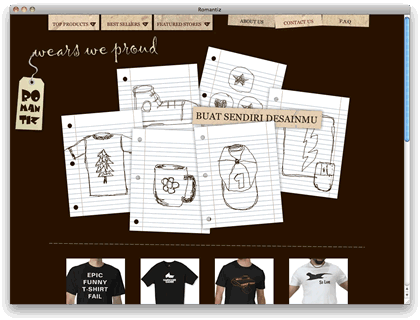 Romantiz
TOP PRODUCTS
BEST SELLERS
FEATURED STORES
ABOUT US
CONTACT US
FAQ
wears we proud
RO
MAN
TIZ
BUAT SENDIRI DESAINMU
1
EPIC
FUNNY
T-SHIRT
FAIL